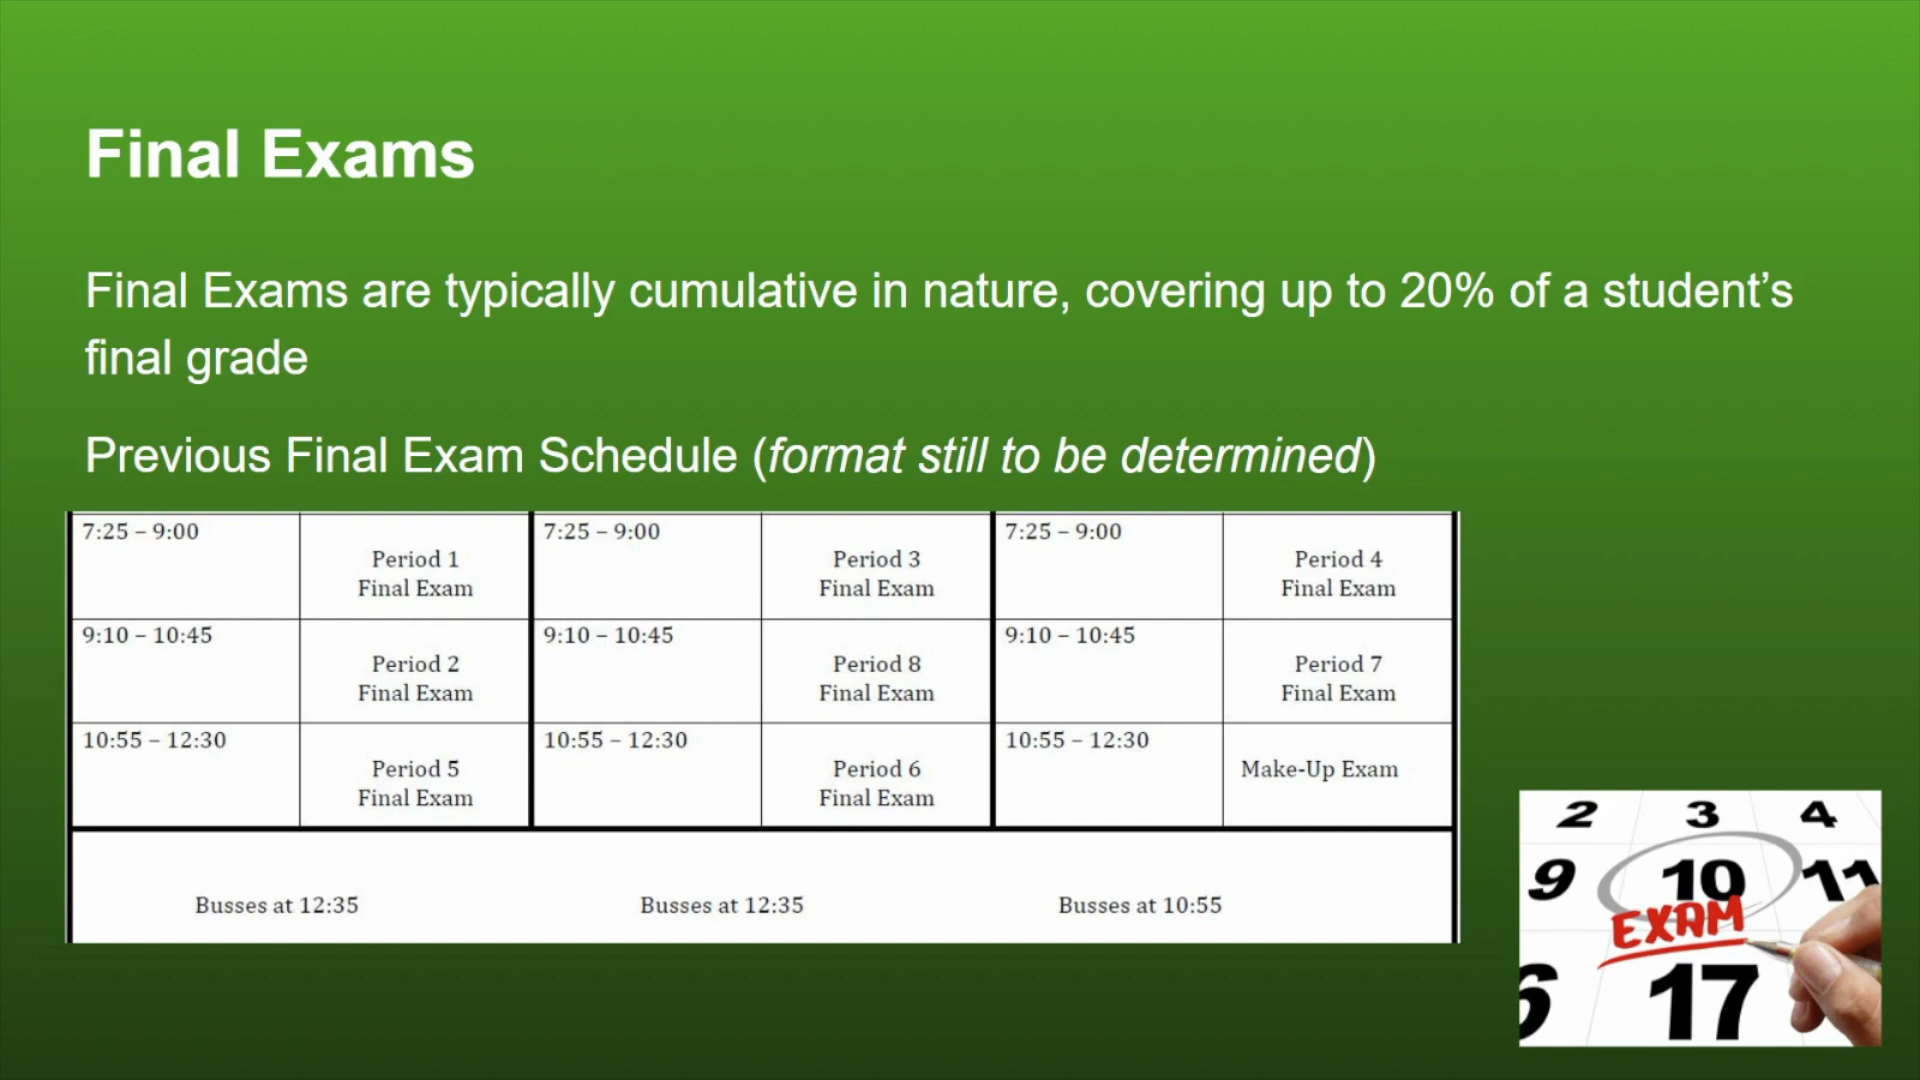 Final Exams
Final Exams are typically cumulative in nature, covering up to 20% of a student’s
final grade
Previous Final Exam Schedule (format still to be determined)
7:25 – 9:00
Period 1
Final Exam
7:25 – 9:00
Period 3
Final Exam
7:25 – 9:00
Period 4
Final Exam
9:10 – 10:45
Period 2
Final Exam
9:10 – 10:45
Period 8
Final Exam
9:10 – 10:45
Period 7
Final Exam
10:55 – 12:30
Period 5
Final Exam
10:55 – 12:30
Period 6
Final Exam
10:55 – 12:30
Make-Up Exam
Busses at 12:35
Busses at 12:35
Busses at 10:55
2 3 4
9 10 11
EXAM
6 17